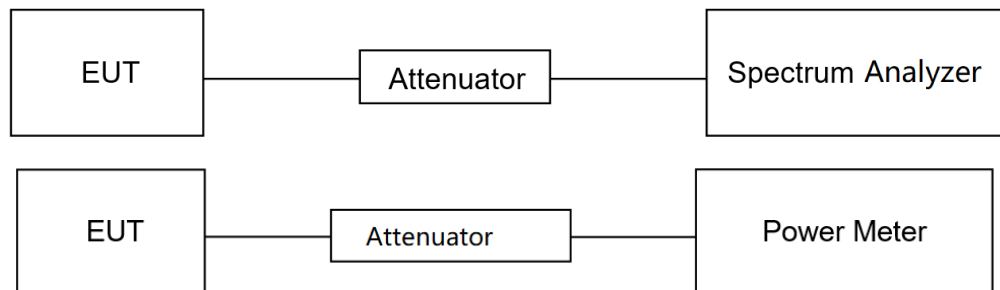 EUT
Attenuator
Spectrum Analyzer
EUT
Attenuator
Power Meter